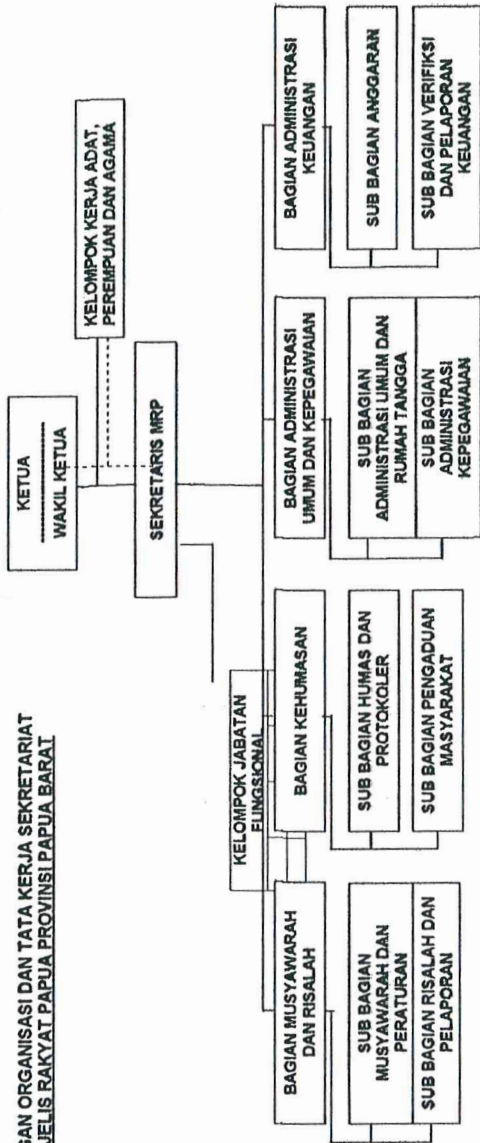 GAN ORGANISASI DAN TATA KERJA SEKRETARIAT
JELIS RAKYAT PAPUA PROVINSI PAPUA BARAT
KETUA
WAKIL KETUA
KELOMPOK KERJA ADAT,
PEREMPUAN DAN AGAMA
SEKRETARIS MRP
KELOMPOK JABATAN
FUNGSIONAL
BAGIAN MUSYAWARAH
DAN RISALAH
SUB BAGIAN
MUSYAWARAH DAN
PERATURAN
SUB BAGIAN RISALAH DAN
PELAPORAN
BAGIAN KEHUMASAN
SUB BAGIAN HUMAS DAN
PROTOKOLER
SUB BAGIAN PENGADUAN
MASYARAKAT
BAGIAN ADMINISTRASI
UMUM DAN KEPEGAWAIAN
SUB BAGIAN
ADMINISTRASI UMUM DAN
RUMAH TANGGA
SUB BAGIAN
ADMINISTRASI
KEPEGAWAIAN
BAGIAN ADMINISTRASI
KEUANGAN
SUB BAGIAN ANGGARAN
SUB BAGIAN VERIFIKSI
DAN PELAPORAN
KEUANGAN